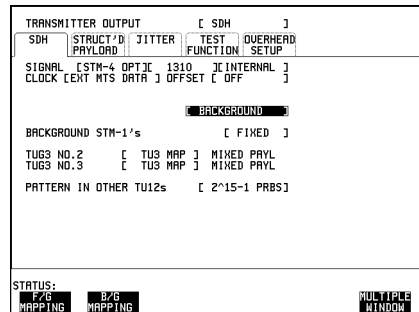 TRANSMITTER OUTPUT [ SDH ]
SDH STRUCT'D PAYLOAD JITTER TEST FUNCTION OVERHEAD SETUP
SIGNAL [STM-4 OPT][ 1310 ][INTERNAL ]
CLOCK [EXT MTS DATA ] OFFSET [ OFF ]
[ BACKGROUND ]
BACKGROUND STM-1's [ FIXED ]
TUG3 NO.2 [ TU3 MAP ] MIXED PAYL
TUG3 NO.3 [ TU3 MAP ] MIXED PAYL
PATTERN IN OTHER TU12s [ 2^15-1 PRBS]
STATUS:
F/G MAPPING B/G MAPPING MULTIPLE WINDOW